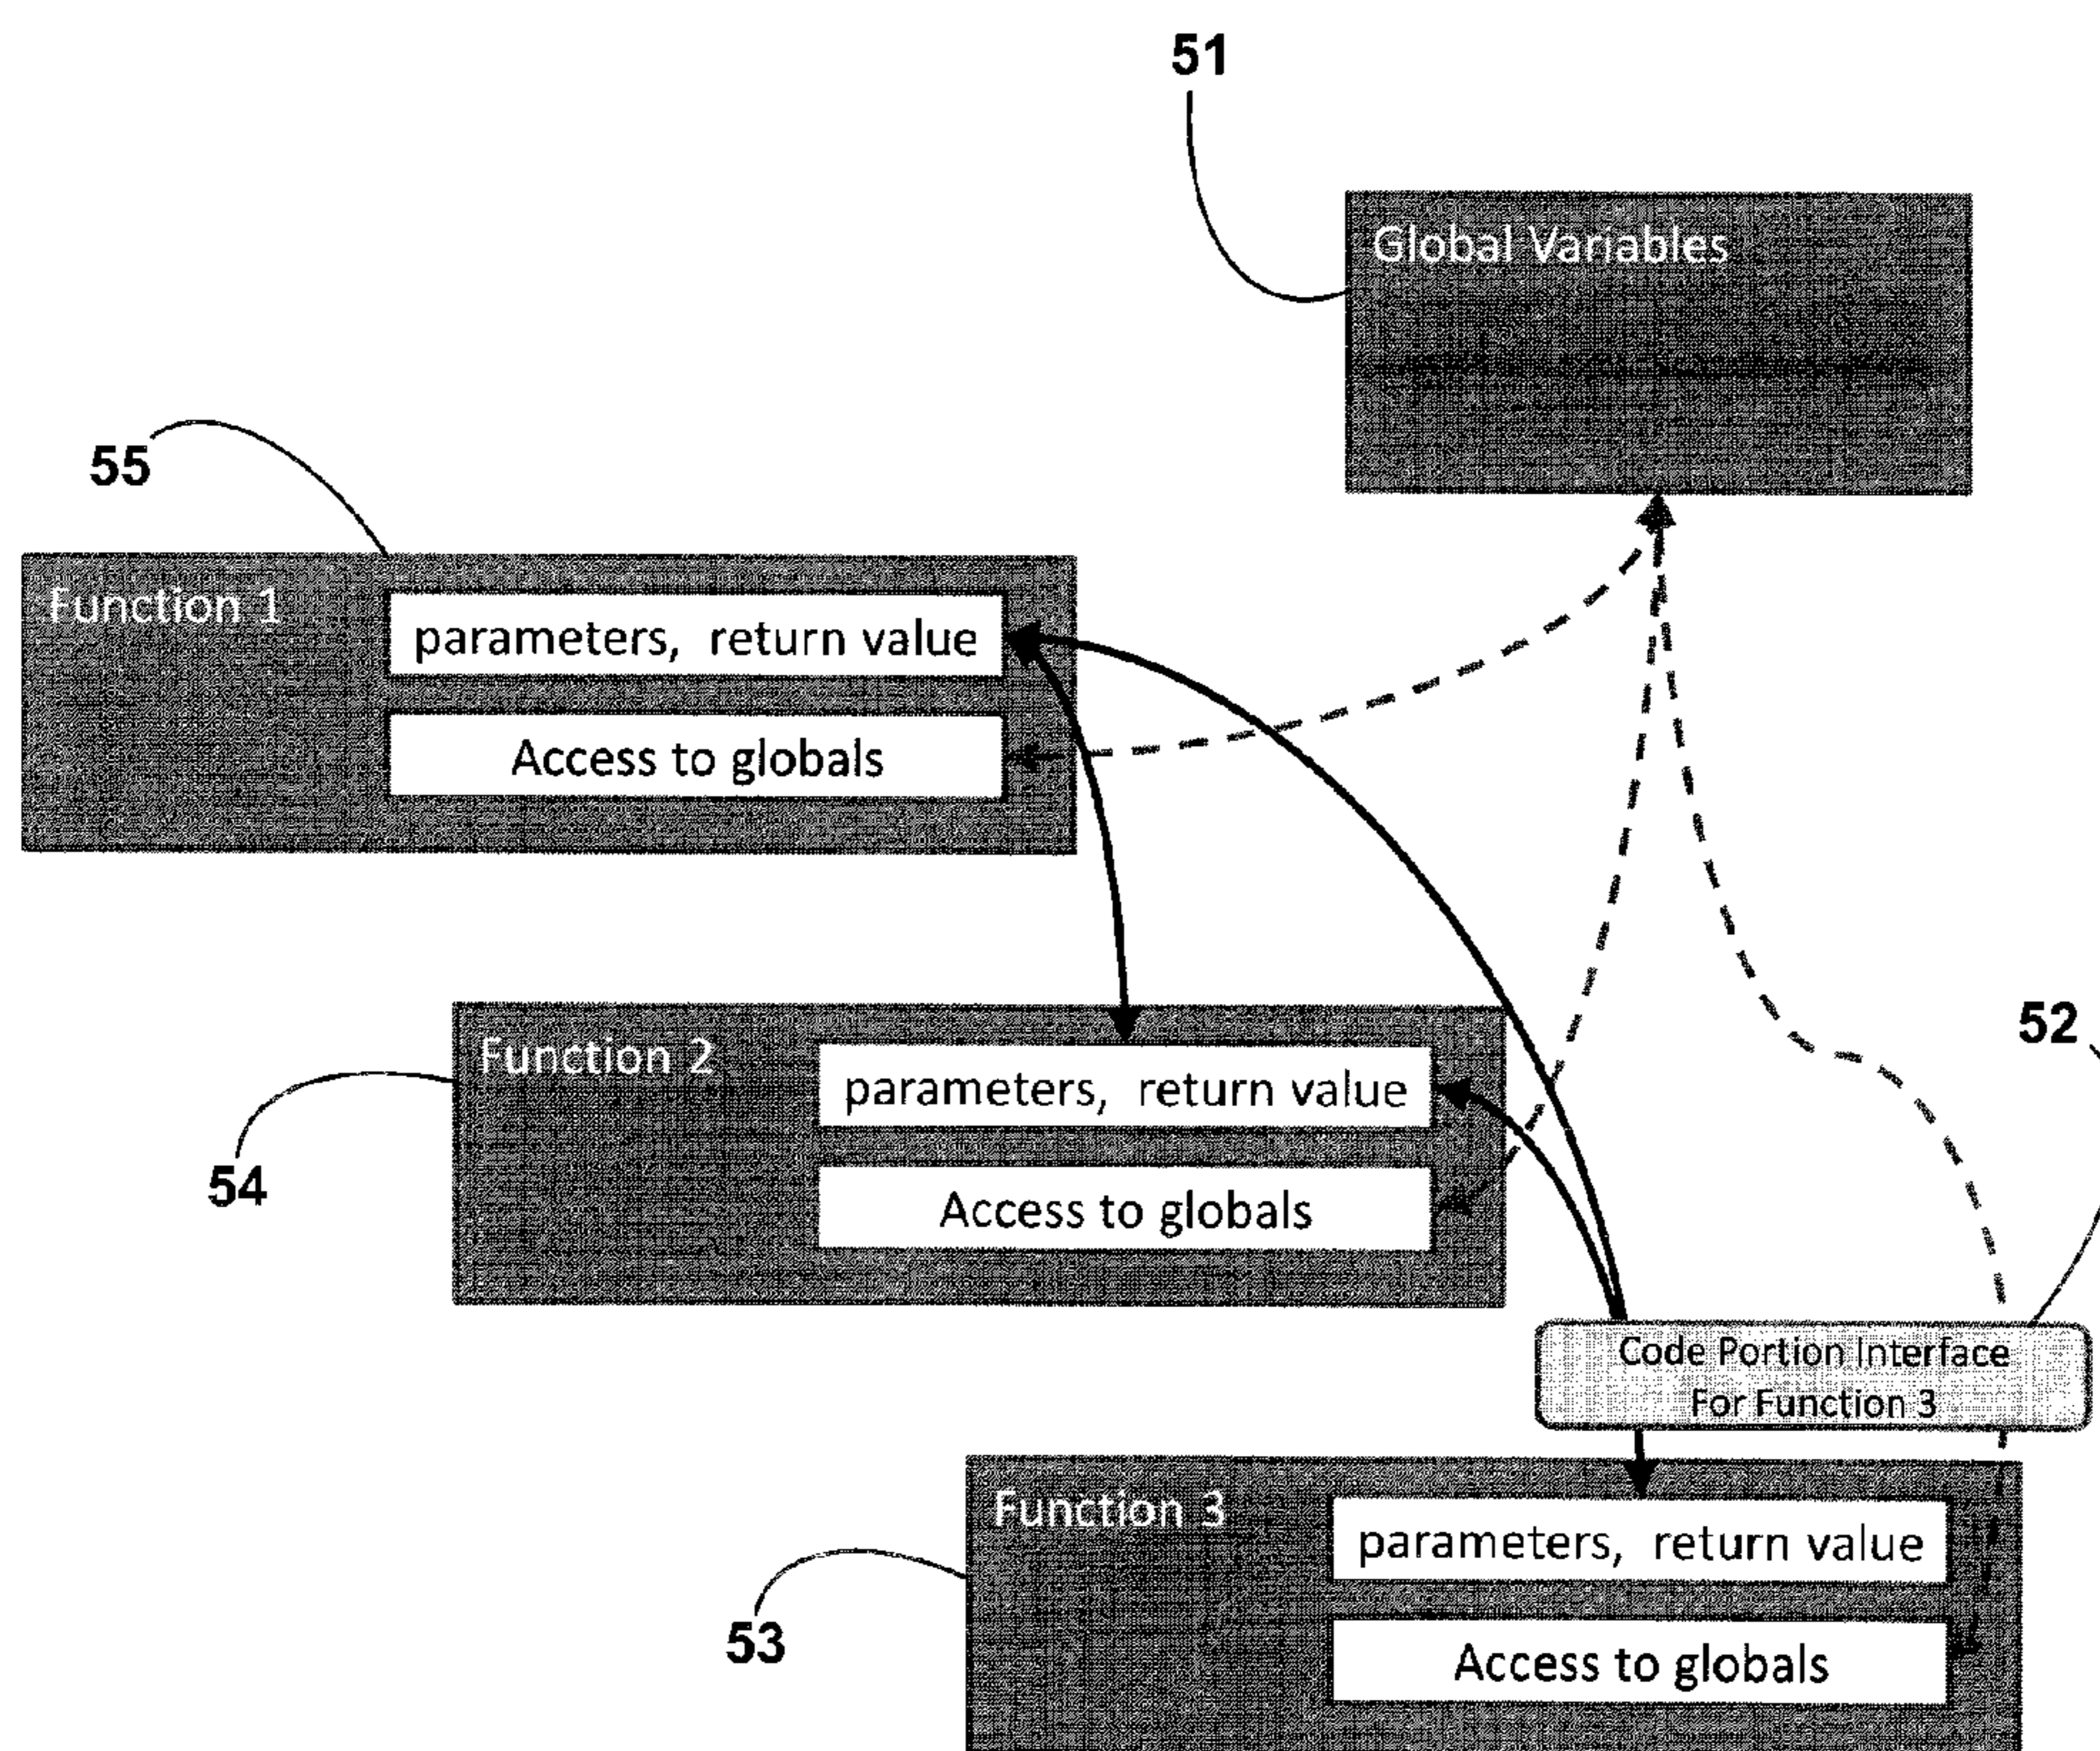 51
Global Variables
55
Function 1
parameters, return value
Access to globals
52
Function 2
parameters, return value
54
Access to globals
Code Portion Interface
For Function 3
Function 3
parameters, return value
53
Access to globals